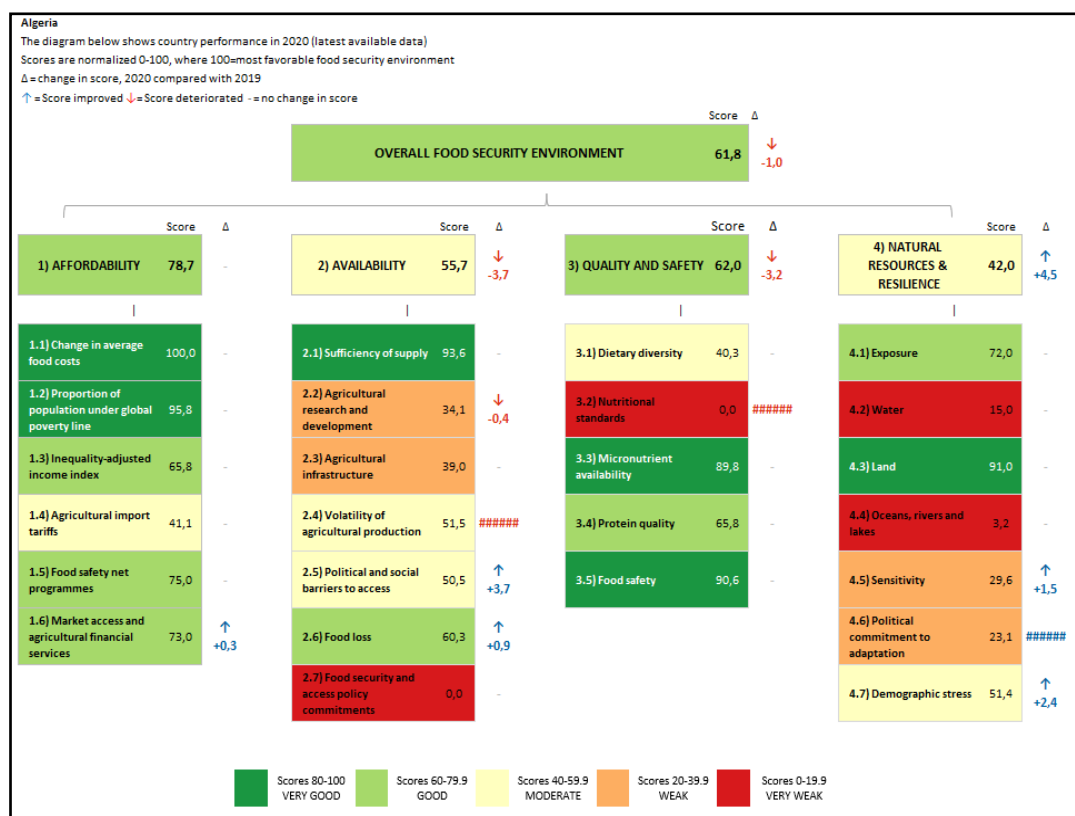 Algeria
The diagram below shows country performance in 2020 (latest available data)
Scores are normalized 0-100, where 100=most favorable food security environment
Δ = change in score, 2020 compared with 2019
↑ =Score improved ↓=Score deteriorated - = no change in score
Score Δ
OVERALL FOOD SECURITY ENVIRONMENT 61,8 ↓
-1,0
Score Δ
1) AFFORDABILITY 78,7 -
1.1) Change in average
food costs 100,0 -
1.2) Proportion of
population under global
poverty line 95,8 -
1.3) Inequality-adjusted
income index 65,8 -
1.4) Agricultural import
tariffs 41,1 -
1.5) Food safety net
programmes 75,0 -
1.6) Market access and
agricultural financial
services 73,0 ↑
+0,3
Score Δ
2) AVAILABILITY 55,7 ↓
-3,7
2.1) Sufficiency of supply 93,6 -
2.2) Agricultural
research and
development 34,1 ↓
-0,4
2.3) Agricultural
infrastructure 39,0 -
2.4) Volatility of
agricultural production 51,5 ######
2.5) Political and social
barriers to access 50,5 ↑
+3,7
2.6) Food loss 60,3 ↑
+0,9
2.7) Food security and
access policy
commitments 0,0 -
Score Δ
3) QUALITY AND SAFETY 62,0 ↓
-3,2
3.1) Dietary diversity 40,3 -
3.2) Nutritional
standards 0,0 ######
3.3) Micronutrient
availability 89,8 -
3.4) Protein quality 65,8 -
3.5) Food safety 90,6 -
Score Δ
4) NATURAL
RESOURCES &
RESILIENCE 42,0 ↑
+4,5
4.1) Exposure 72,0 -
4.2) Water 15,0 -
4.3) Land 91,0 -
4.4) Oceans, rivers and
lakes 3,2 -
4.5) Sensitivity 29,6 ↑
+1,5
4.6) Political
commitment to
adaptation 23,1 ######
4.7) Demographic stress 51,4 ↑
+2,4
Scores 80-100
VERY GOOD
Scores 60-79.9
GOOD
Scores 40-59.9
MODERATE
Scores 20-39.9
WEAK
Scores 0-19.9
VERY WEAK